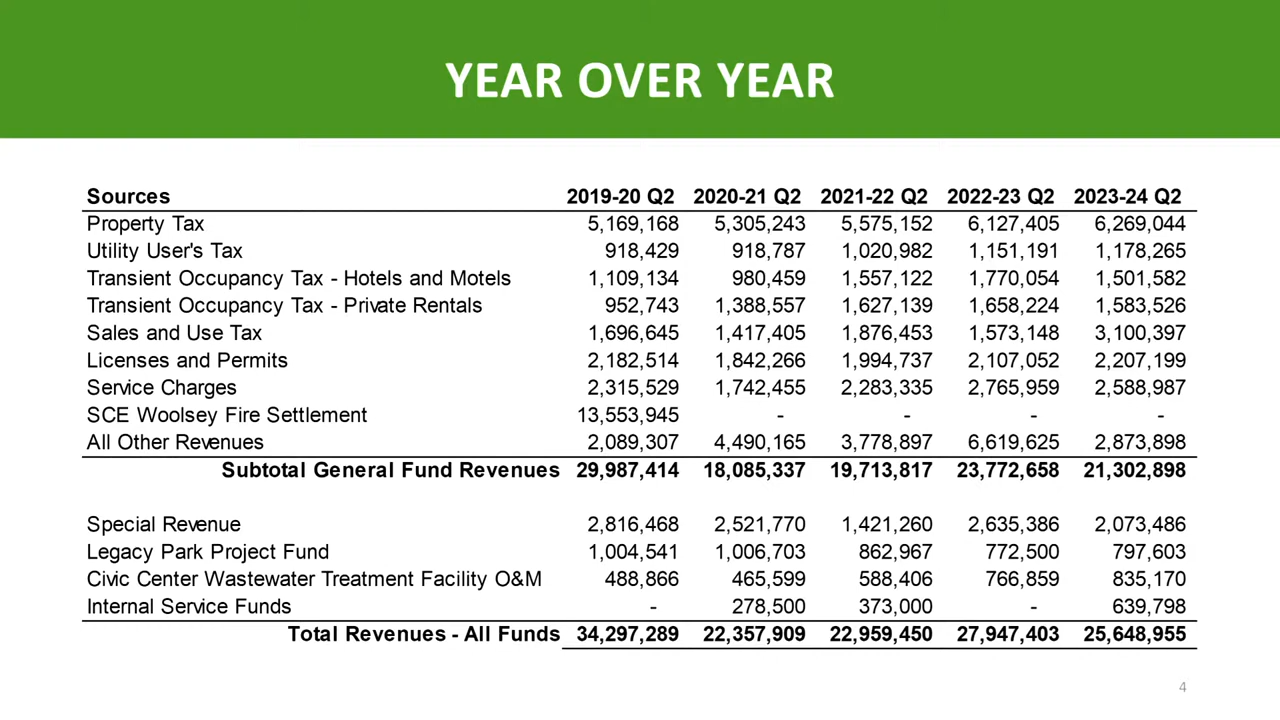 YEAR OVER YEAR
Sources 2019-20 Q2 2020-21 Q2 2021-22 Q2 2022-23 Q2 2023-24 Q2
Property Tax 5,169,168 5,305,243 5,575,152 6,127,405 6,269,044
Utility User's Tax 918,429 918,787 1,020,982 1,151,191 1,178,265
Transient Occupancy Tax - Hotels and Motels 1,109,134 980,459 1,557,122 1,770,054 1,501,582
Transient Occupancy Tax - Private Rentals 952,743 1,388,557 1,627,139 1,658,224 1,583,526
Sales and Use Tax 1,696,645 1,417,405 1,876,453 1,573,148 3,100,397
Licenses and Permits 2,182,514 1,842,266 1,994,737 2,107,052 2,207,199
Service Charges 2,315,529 1,742,455 2,283,335 2,765,959 2,588,987
SCE Woolsey Fire Settlement 13,553,945 - - - -
All Other Revenues 2,089,307 4,490,165 3,778,897 6,619,625 2,873,898
Subtotal General Fund Revenues 29,987,414 18,085,337 19,713,817 23,772,658 21,302,898
Special Revenue 2,816,468 2,521,770 1,421,260 2,635,386 2,073,486
Legacy Park Project Fund 1,004,541 1,006,703 862,967 772,500 797,603
Civic Center Wastewater Treatment Facility O&M 488,866 465,599 588,406 766,859 835,170
Internal Service Funds - 278,500 373,000 - 639,798
Total Revenues - All Funds 34,297,289 22,357,909 22,959,450 27,947,403 25,648,955
4